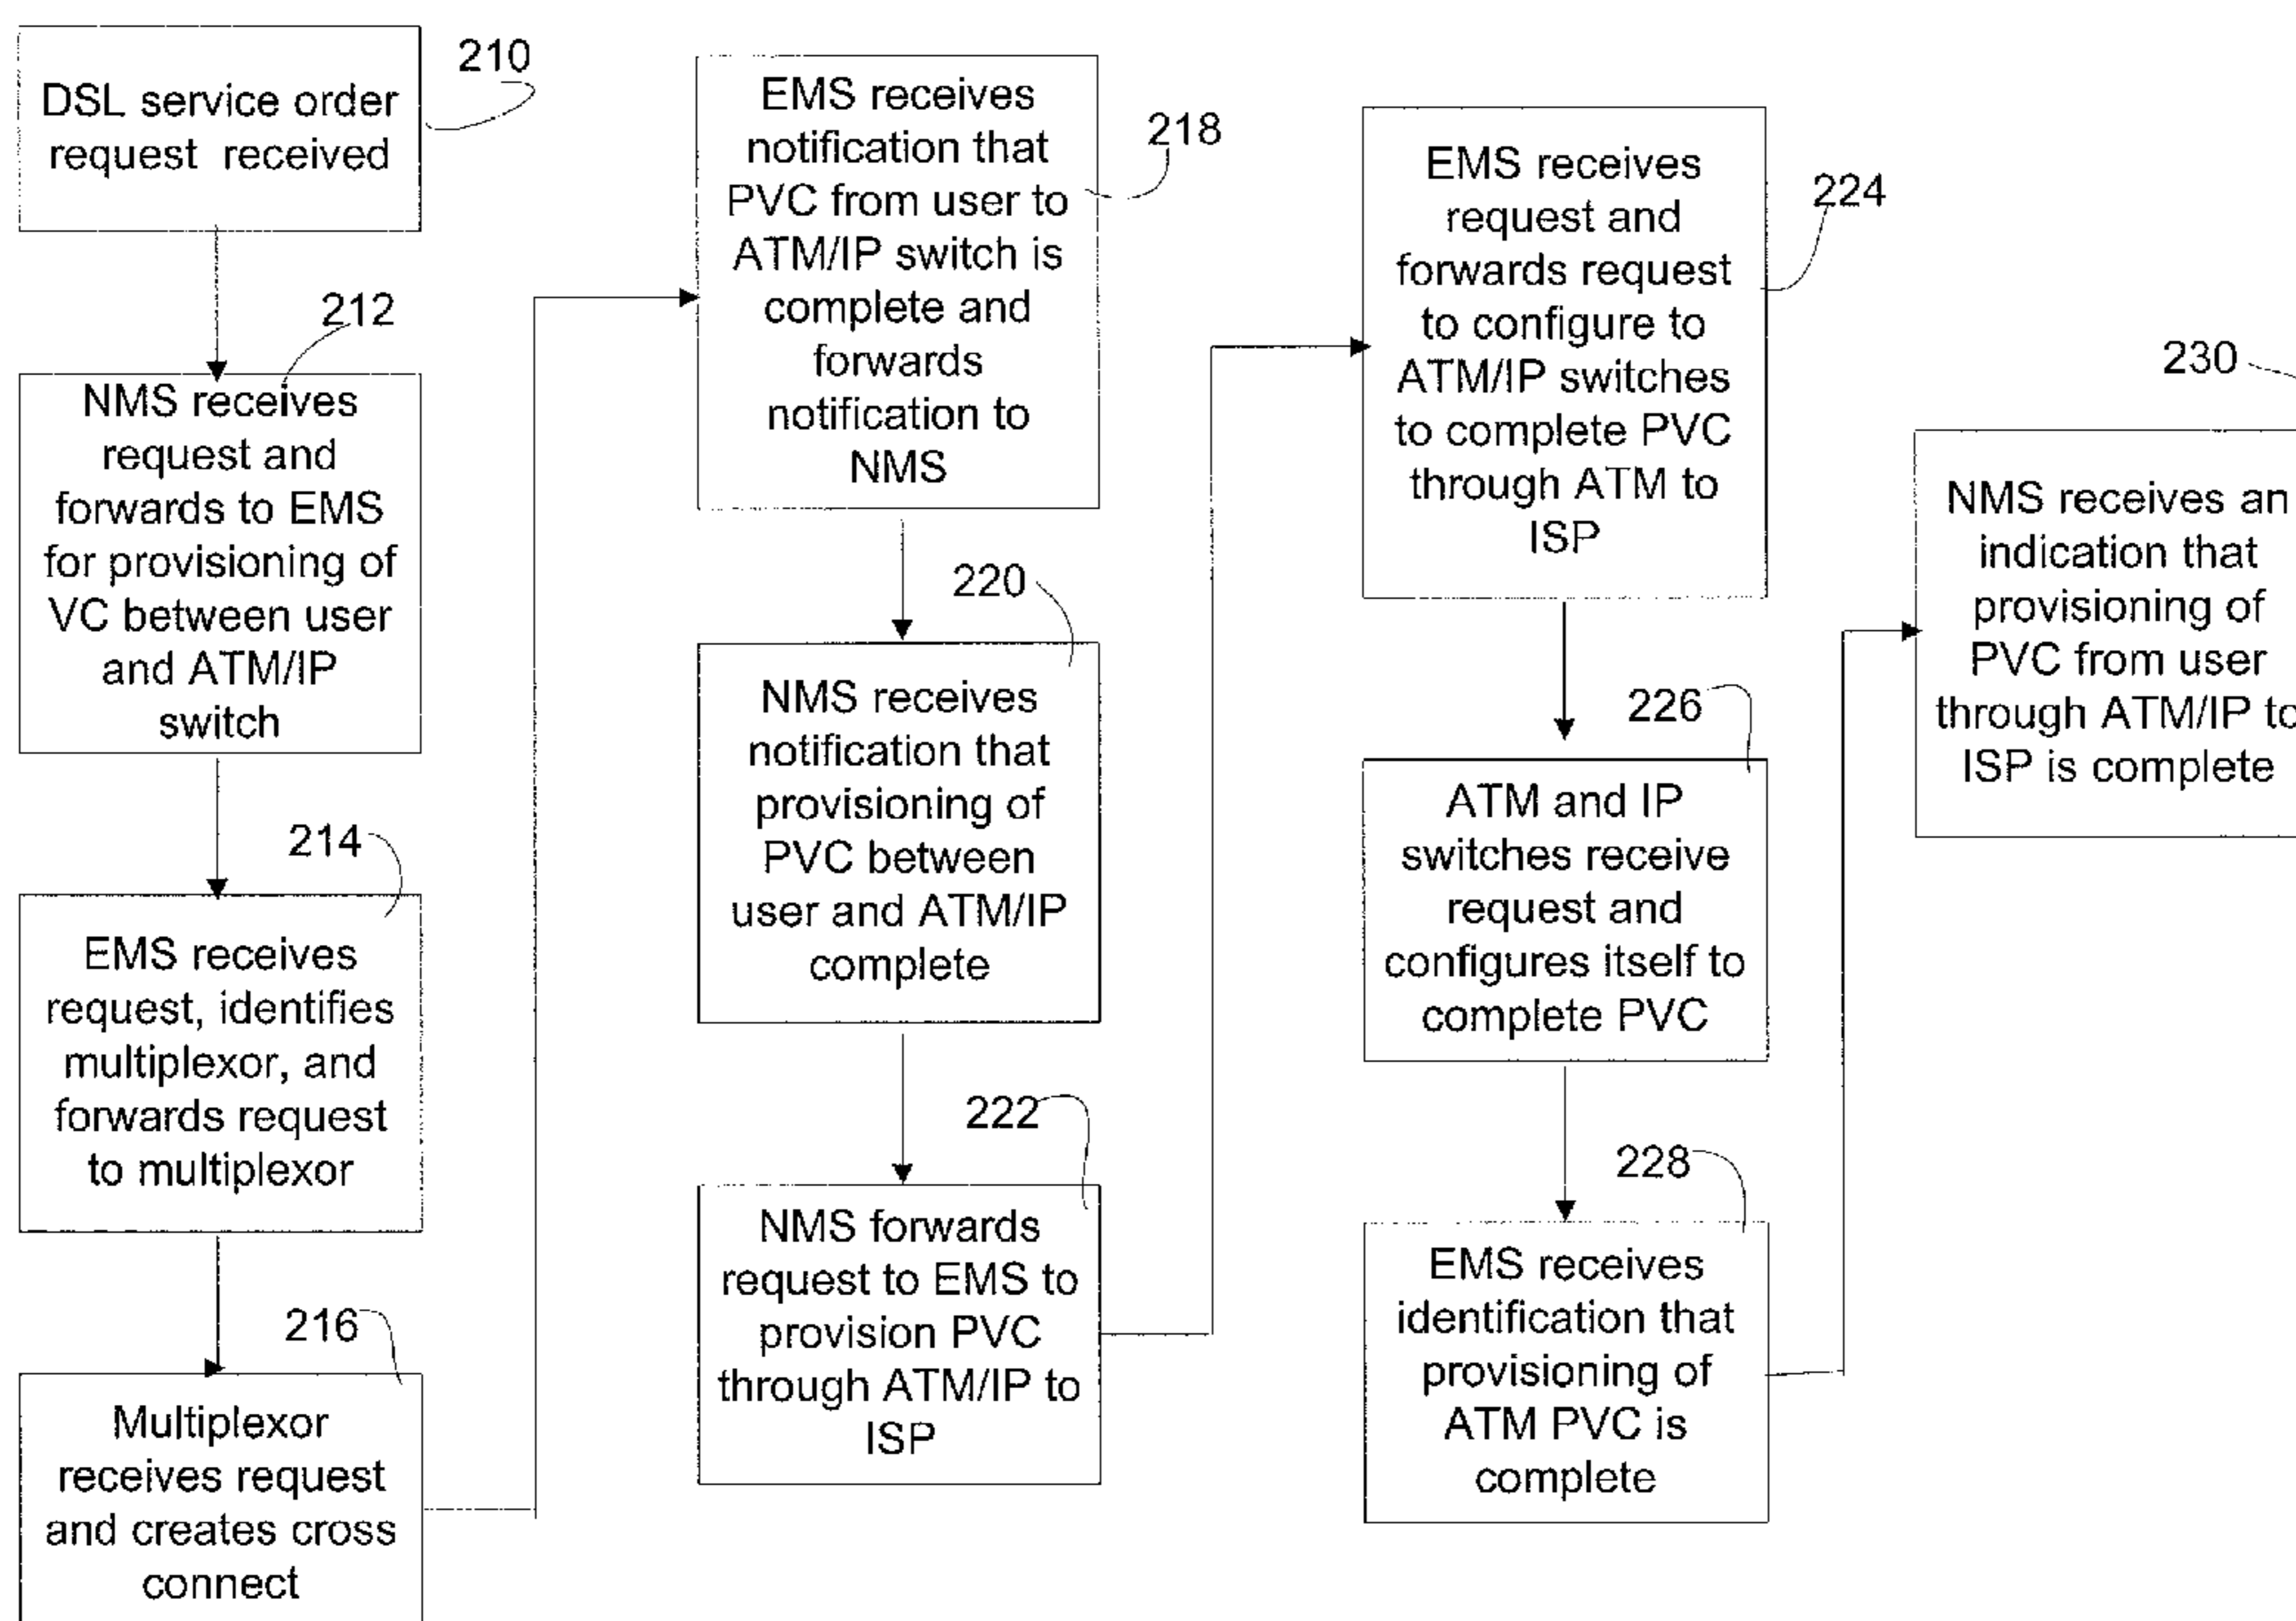 210
DSL service order
request received
212
NMS receives
request and
forwards to EMS
for provisioning of
VC between user
and ATM/IP
switch
214
EMS receives
request, identifies
multiplexor, and
forwards request
to multiplexor
216
Multiplexor
receives request
and creates cross
connect
218
EMS receives
notification that
PVC from user to
ATM/IP switch is
complete and
forwards
notification to
NMS
220
NMS receives
notification that
provisioning of
PVC between
user and ATM/IP
complete
222
NMS forwards
request to EMS to
provision PVC
through ATM/IP to
ISP
224
EMS receives
request and
forwards request
to configure to
ATM/IP switches
to complete PVC
through ATM to
ISP
226
ATM and IP
switches receive
request and
configures itself to
complete PVC
228
EMS receives
identification that
provisioning of
ATM PVC is
complete
230
NMS receives an
indication that
provisioning of
PVC from user
through ATM/IP to
ISP is complete